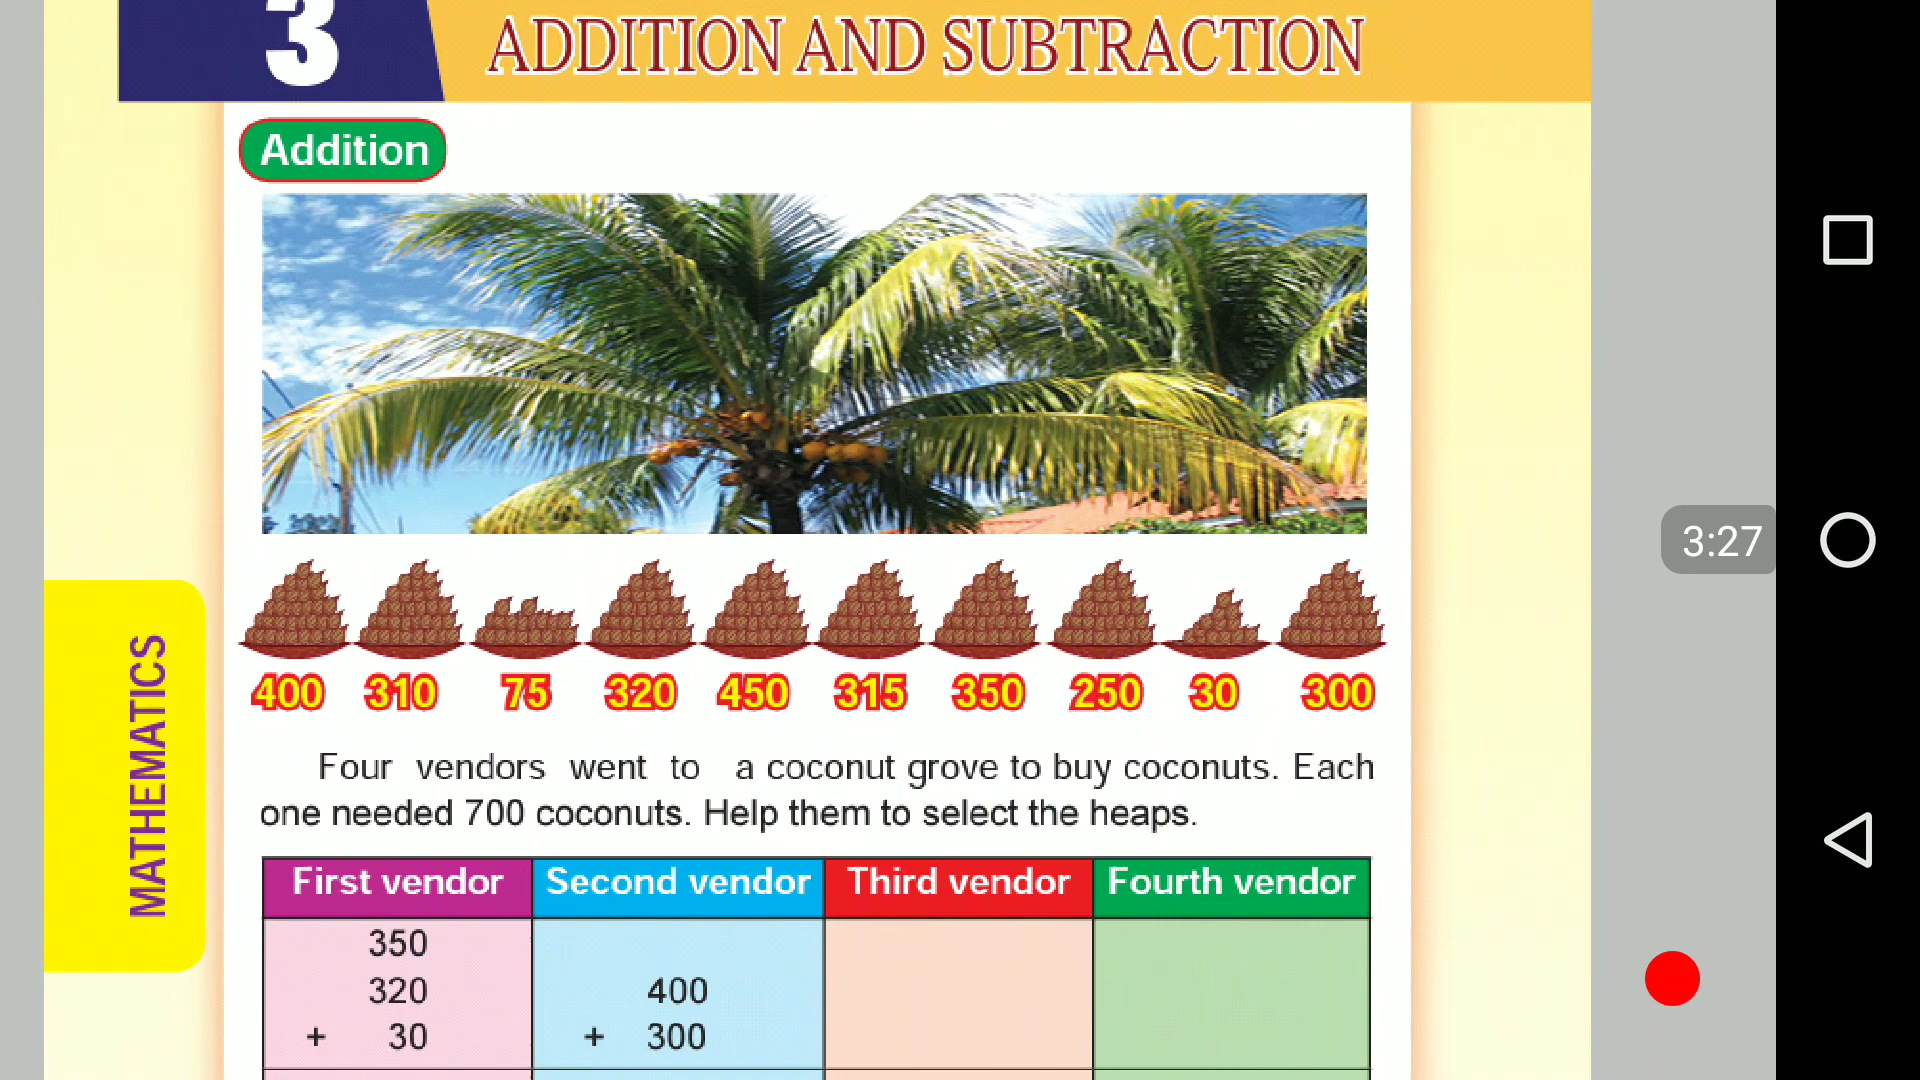 3
ADDITION AND SUBTRACTION
Addition
400 310 75 320 450 315 350 250 30 300
Four vendors went to a coconut grove to buy coconuts. Each
one needed 700 coconuts. Help them to select the heaps.
First vendor Second vendor Third vendor Fourth vendor
350
320 400
+ 30 + 300
MATHEMATICS
3:27